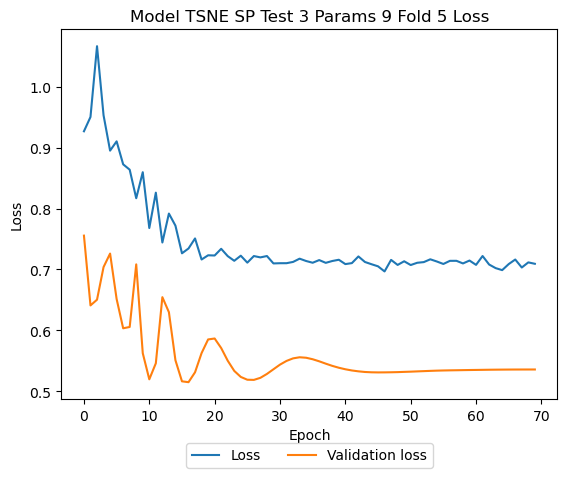 Model TSNE SP Test 3 Params 9 Fold 5 Loss
Loss
1.0
0.9
0.8
0.7
0.6
0.5
0 10 20 30 40 50 60 70
Epoch
Loss Validation loss